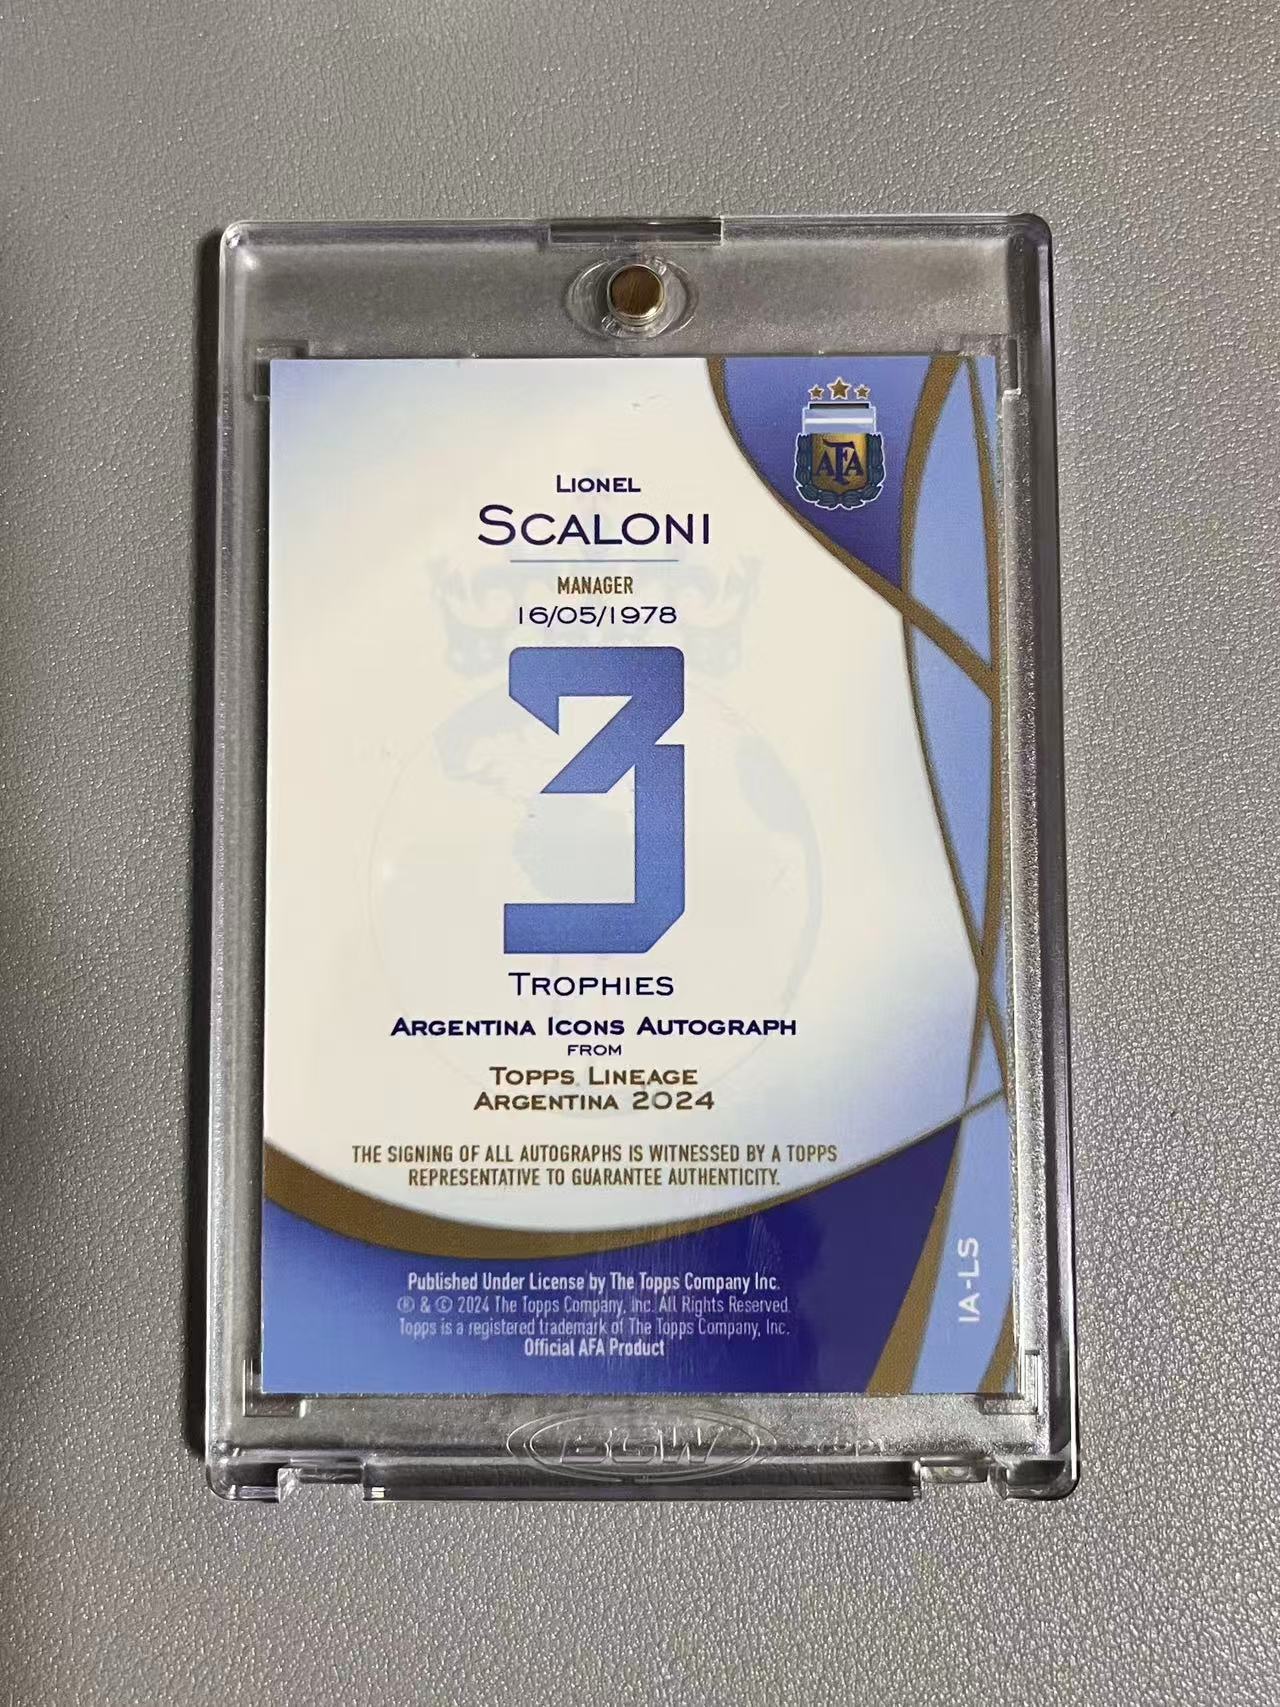 AFA
LIONEL
SCALONI
MANAGER
16/05/1978
3
TROPHIES
ARGENTINA ICONS AUTOGRAPH
FROM
TOPPS LINEAGE
ARGENTINA 2024
THE SIGNING OF ALL AUTOGRAPHS IS WITNESSED BY A TOPPS
REPRESENTATIVE TO GUARANTEE AUTHENTICITY.
Published Under License by The Topps Company Inc.
® & © 2024 The Topps Company, Inc. All Rights Reserved.
Topps is a registered trademark of The Topps Company, Inc.
Official AFA Product
IA-LS
BCW